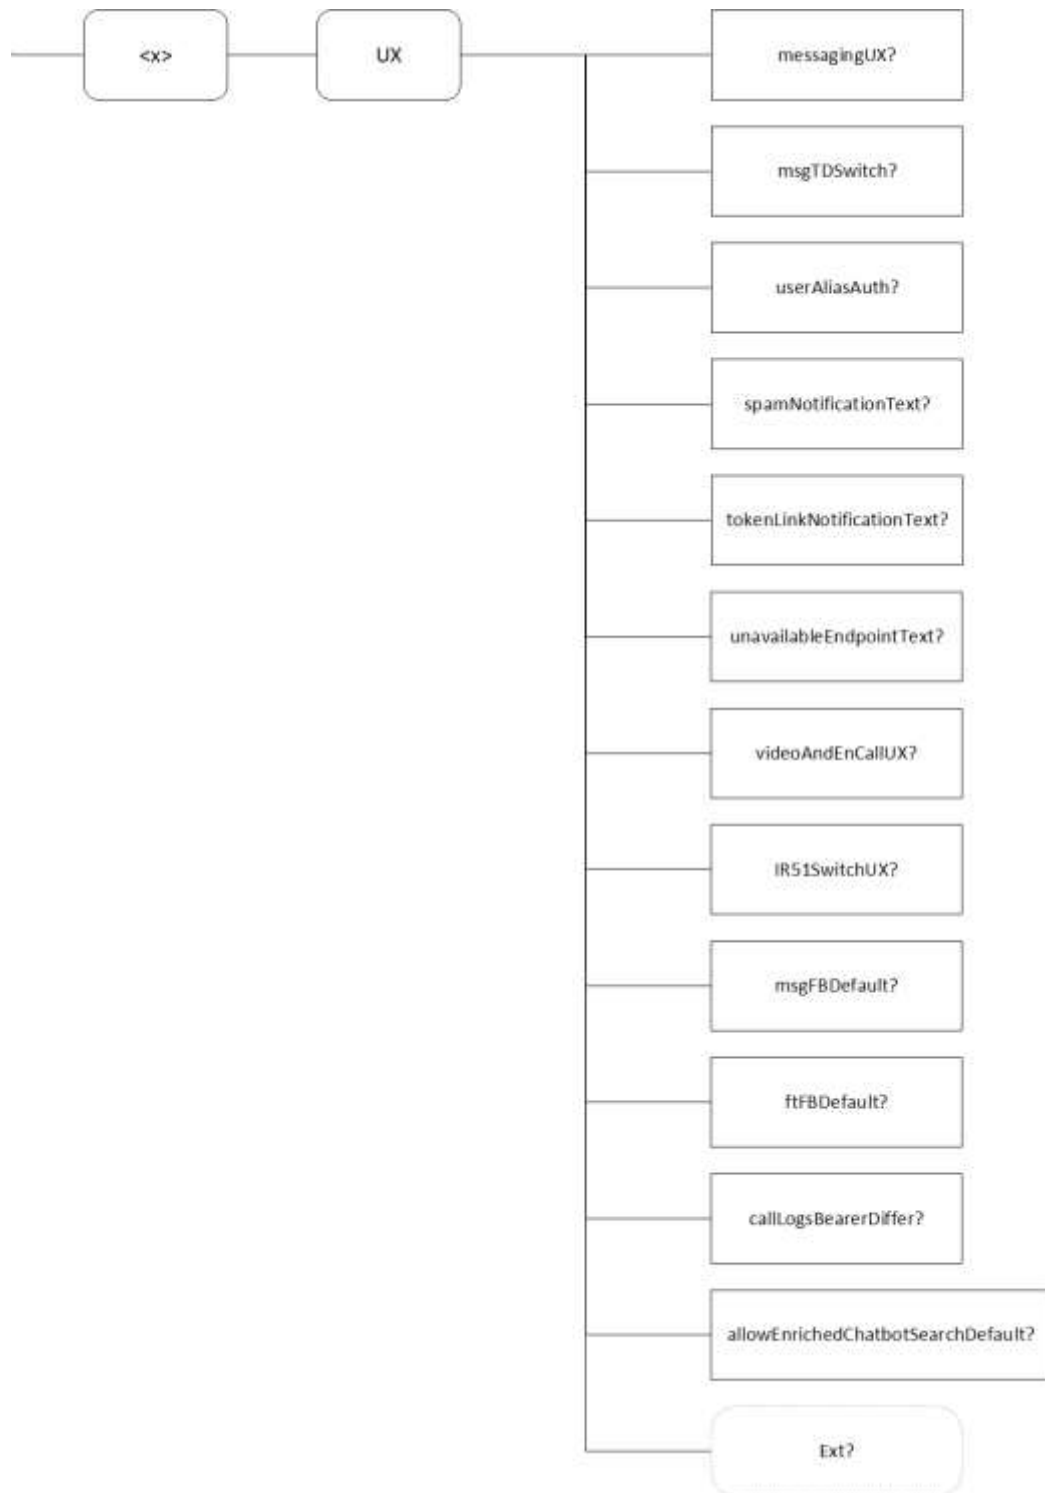 <x>
UX
messagingUX?
msgTDSwitch?
userAliasAuth?
spamNotificationText?
tokenLinkNotificationText?
unavailableEndpointText?
videoAndEnCallUX?
IR51SwitchUX?
msgFBDefault?
ftFBDefault?
callLogsBearerDiffer?
allowEnrichedChatbotSearchDefault?
Ext?